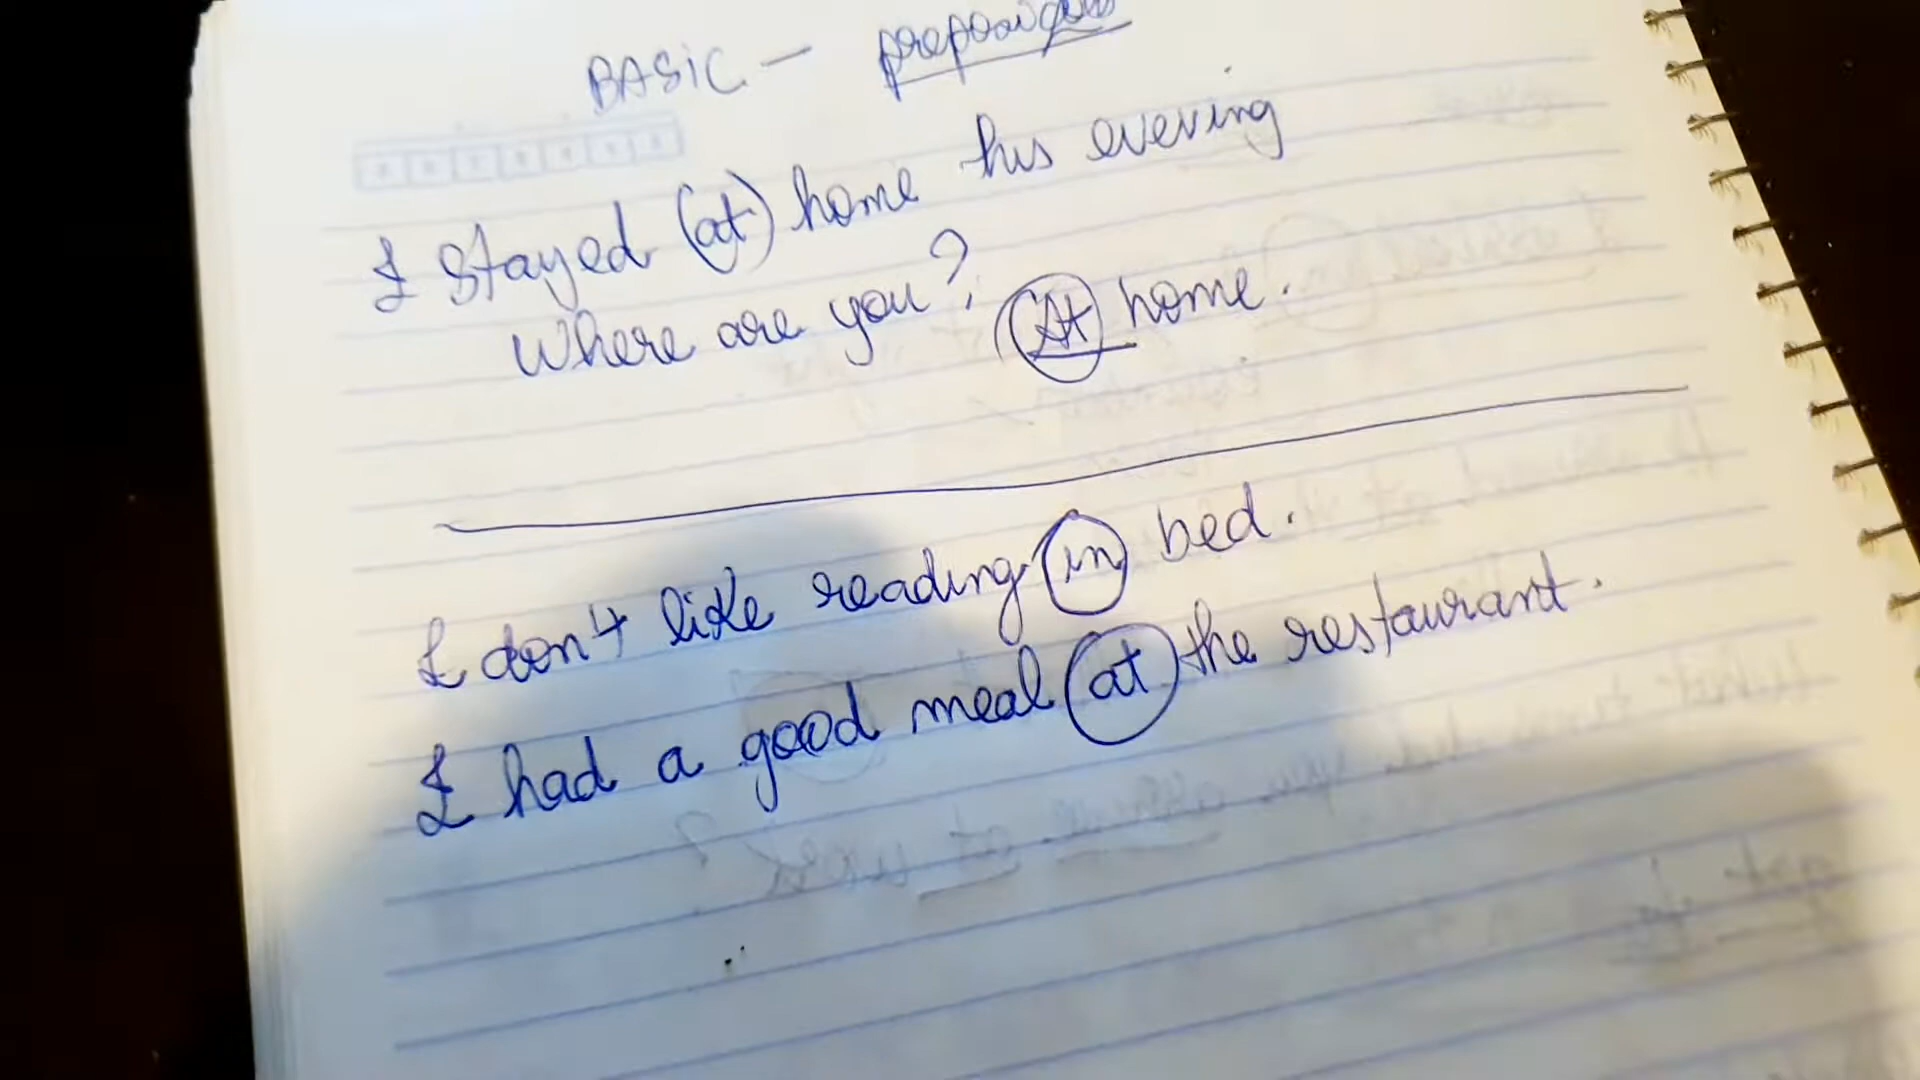 BASIC -
I stayed (at) home this evening
Where are you? At home.
I don't like reading in bed.
I had a good meal at the restaurant.